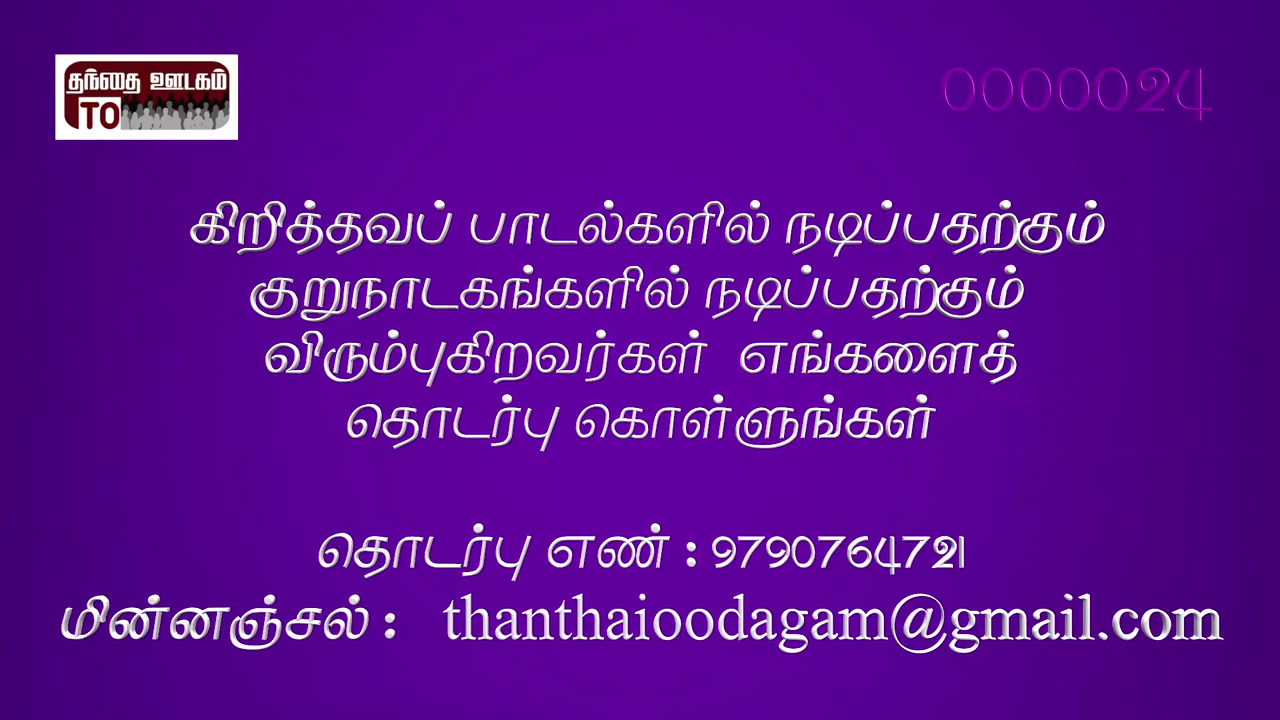 தந்தை ஊடகம்
TO
0000024
கிறித்தவப் பாடல்களில் நடிப்பதற்கும்
குறுநாடகங்களில் நடிப்பதற்கும்
விரும்புகிறவர்கள் எங்களைத்
தொடர்பு கொள்ளுங்கள்
தொடர்பு எண் : 9790764721
மின்னஞ்சல் : thanthaioodagam@gmail.com